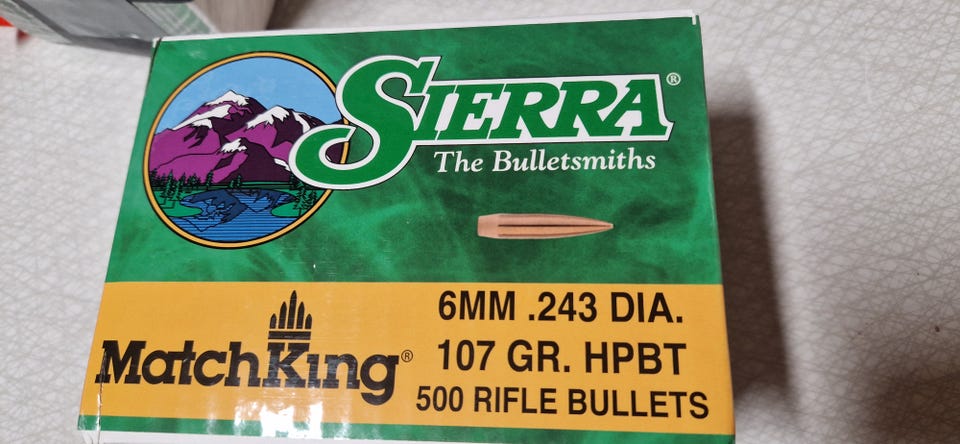 SIERRA®
The Bulletsmiths
6MM .243 DIA.
MatchKing®
107 GR. HPBT
500 RIFLE BULLETS